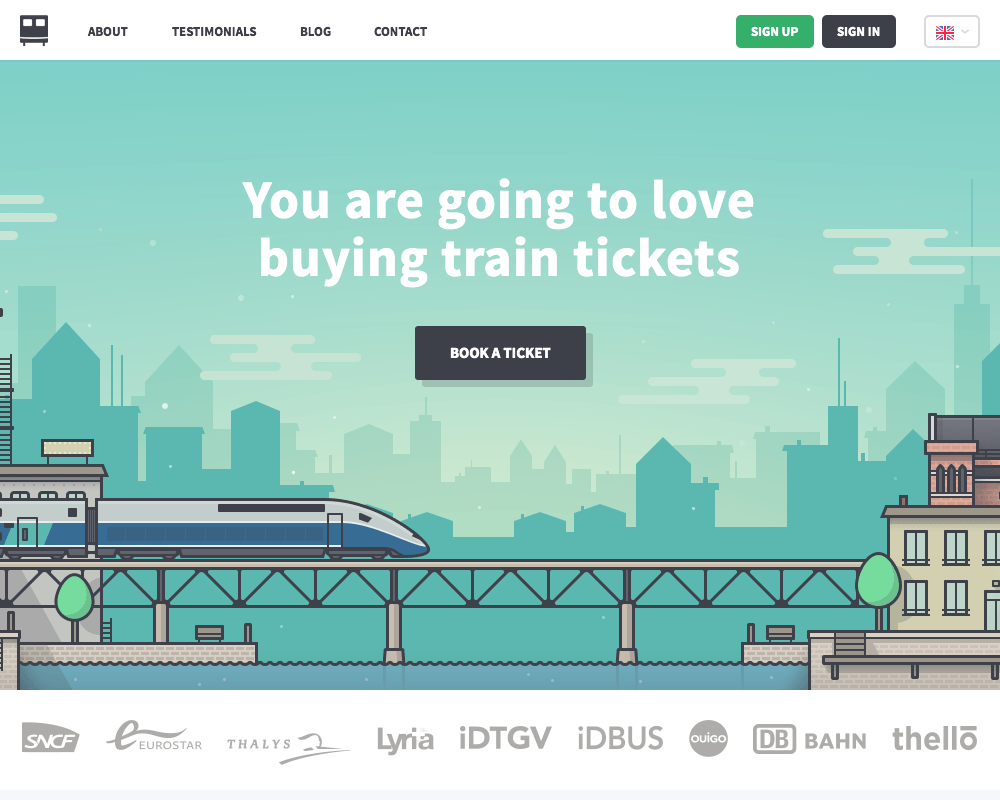 ABOUT TESTIMONIALS BLOG CONTACT SIGN UP SIGN IN
You are going to love
buying train tickets
BOOK A TICKET
SNCF eUROSTAR THALYS Lyria iDTGV iDBUS OUIGO DB BAHN thello